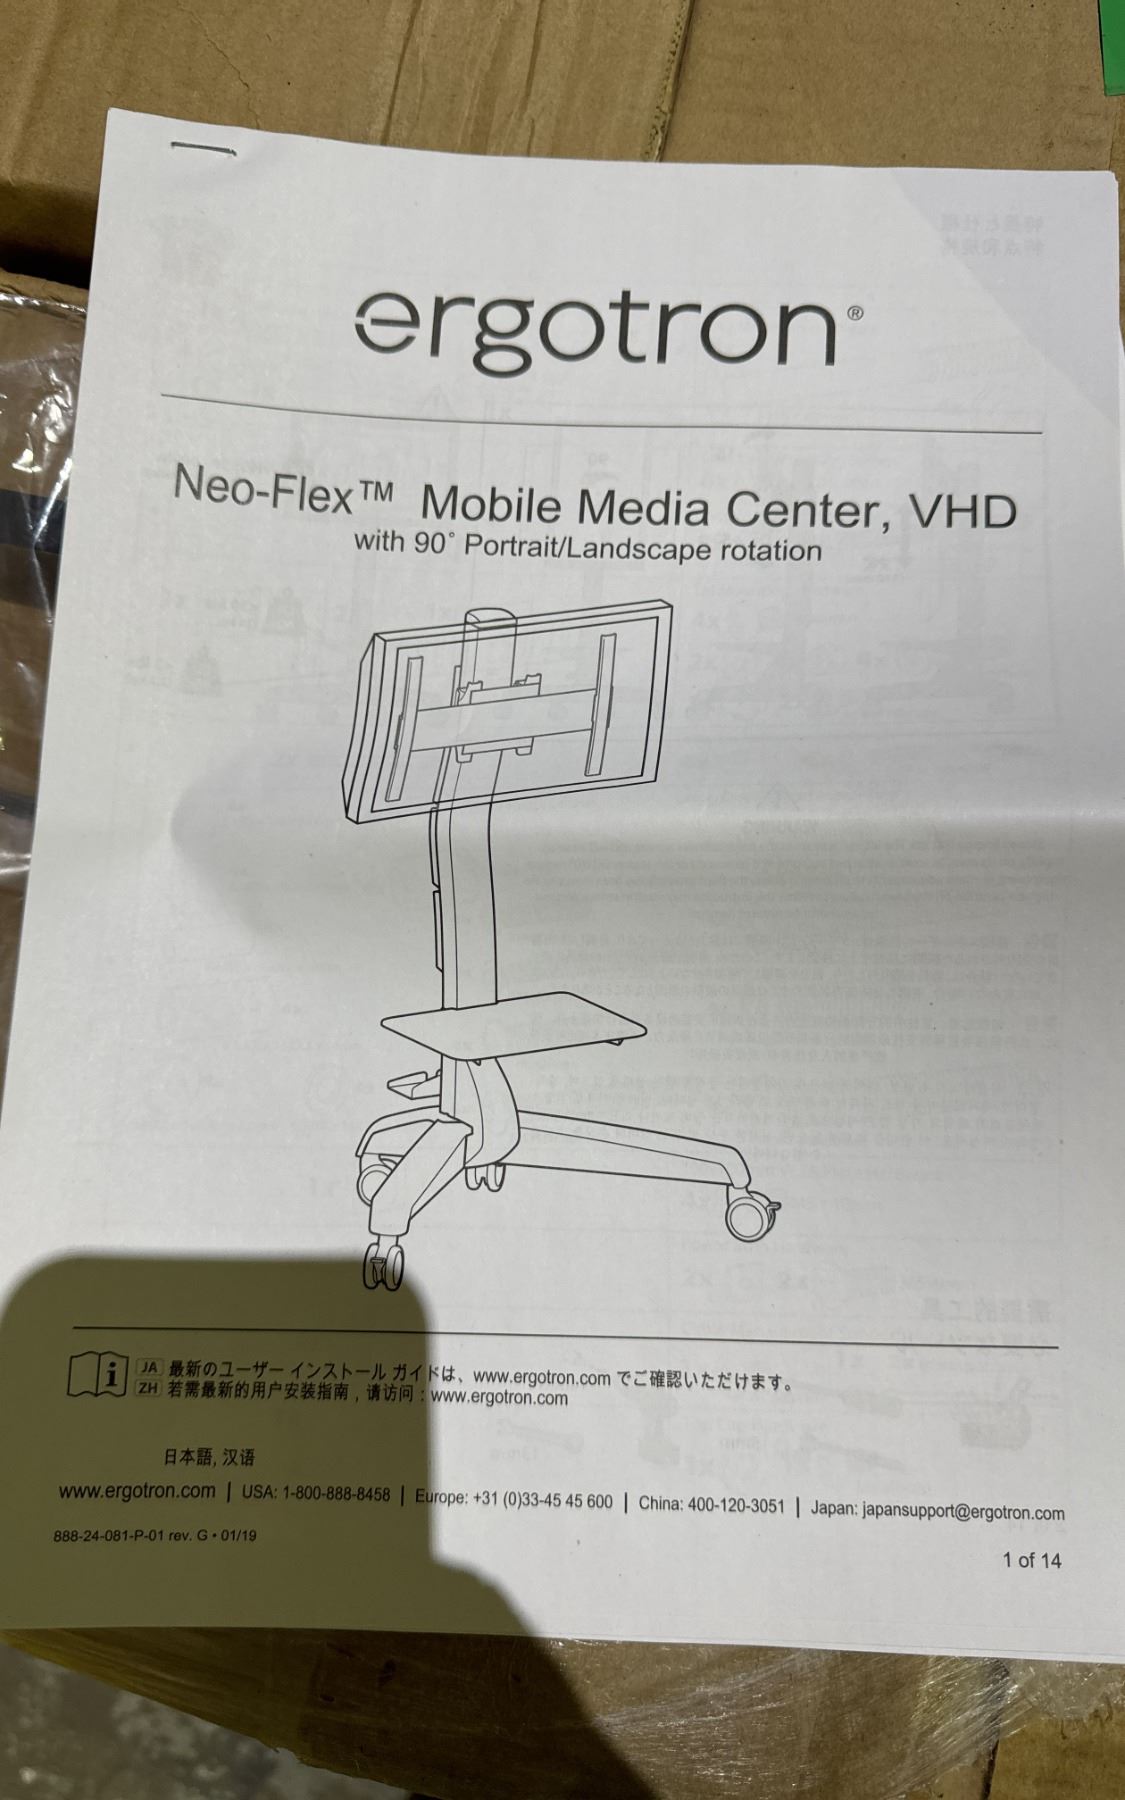 ergotron®
Neo-Flex™ Mobile Media Center, VHD
with 90° Portrait/Landscape rotation
JA 最新のユーザー インストール ガイドは、www.ergotron.com でご確認いただけます。
ZH 若需最新的用户安装指南，请访问：www.ergotron.com
日本語, 汉语
www.ergotron.com | USA: 1-800-888-8458 | Europe: +31 (0)33-45 45 600 | China: 400-120-3051 | Japan: japansupport@ergotron.com
888-24-081-P-01 rev. G • 01/19
1 of 14